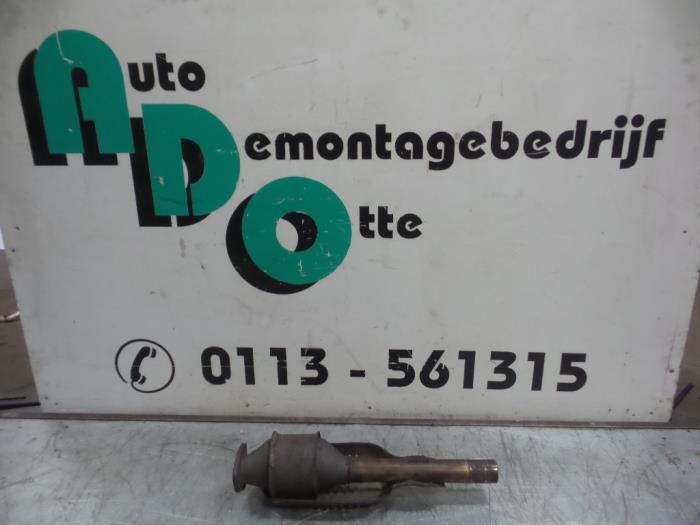 Auto
Demontagebedrijf
Otte
0113 - 561315